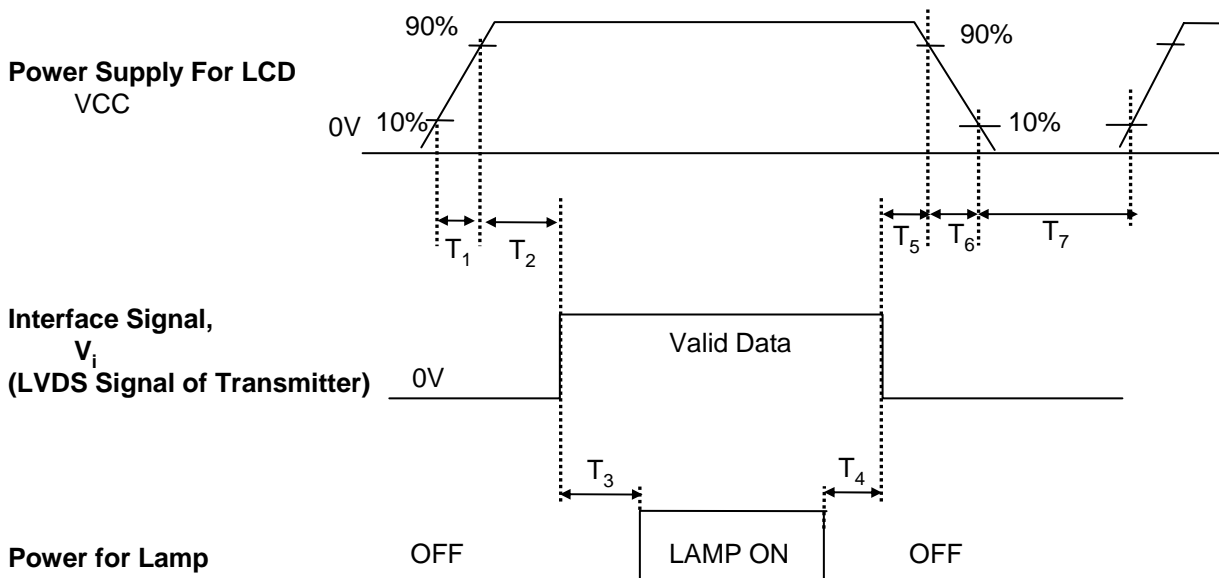 90%
90%
Power Supply For LCD
VCC
0V
10%
10%
T1
T2
T5
T6
T7
Interface Signal,
Vi
(LVDS Signal of Transmitter)
0V
Valid Data
T3
T4
Power for Lamp
OFF
LAMP ON
OFF